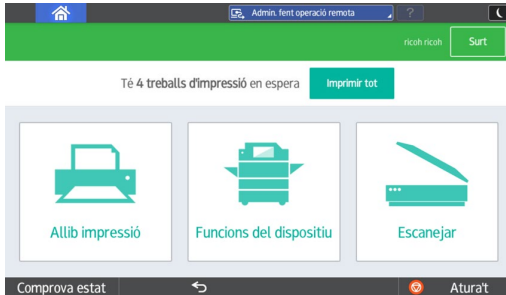 Admin. fent operació remota
?
ricoh ricoh
Surt
Té 4 treballs d'impressió en espera
Imprimir tot
Allib impressió
Funcions del dispositiu
Escanejar
Comprova estat
Atura't